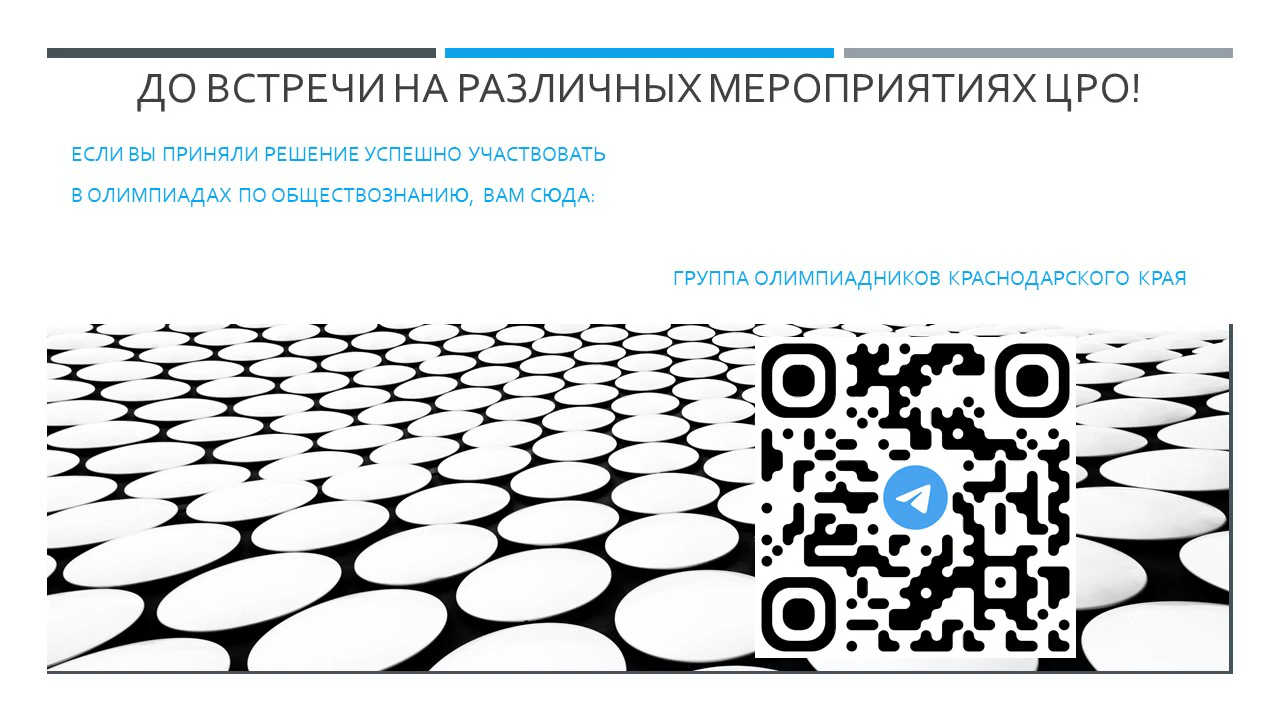 ДО ВСТРЕЧИ НА РАЗЛИЧНЫХ МЕРОПРИЯТИЯХ ЦРО!
ЕСЛИ ВЫ ПРИНЯЛИ РЕШЕНИЕ УСПЕШНО УЧАСТВОВАТЬ
В ОЛИМПИАДАХ ПО ОБЩЕСТВОЗНАНИЮ, ВАМ СЮДА:
ГРУППА ОЛИМПИАДНИКОВ КРАСНОДАРСКОГО КРАЯ